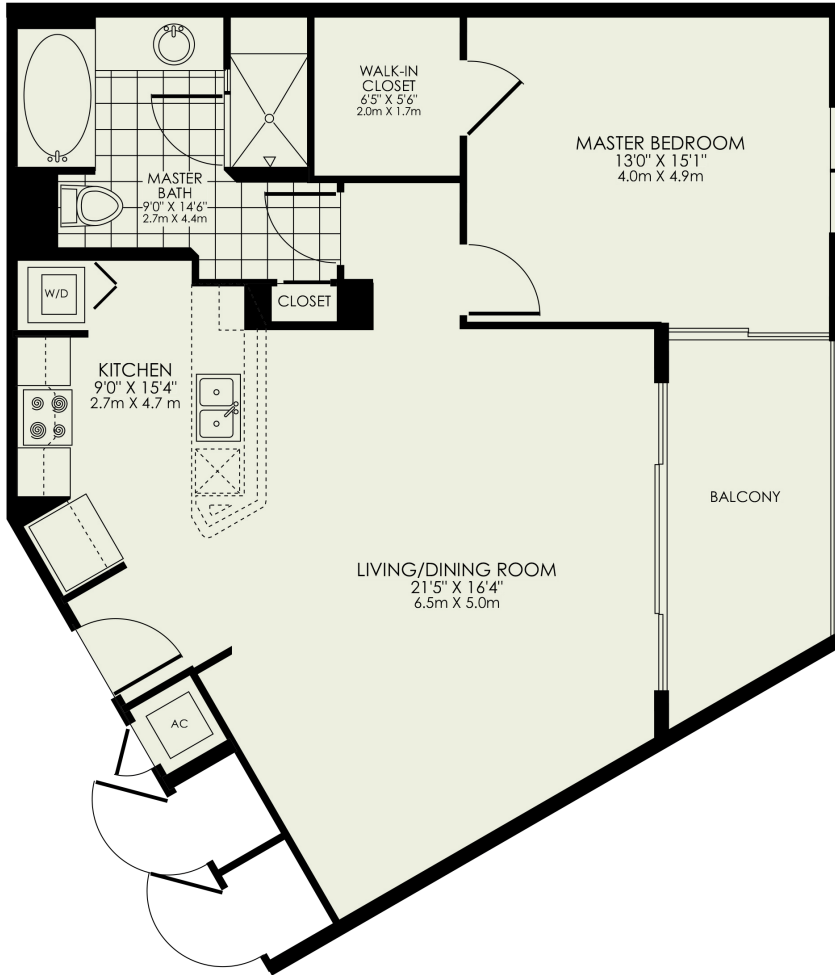 WALK-IN
CLOSET
6'5" X 5'6"
2.0m X 1.7m
MASTER BEDROOM
13'0" X 15'1"
4.0m X 4.9m
MASTER
BATH
9'0" X 14'6"
2.7m X 4.4m
W/D
CLOSET
KITCHEN
9'0" X 15'4"
2.7m X 4.7 m
BALCONY
LIVING/DINING ROOM
21'5" X 16'4"
6.5m X 5.0m
AC